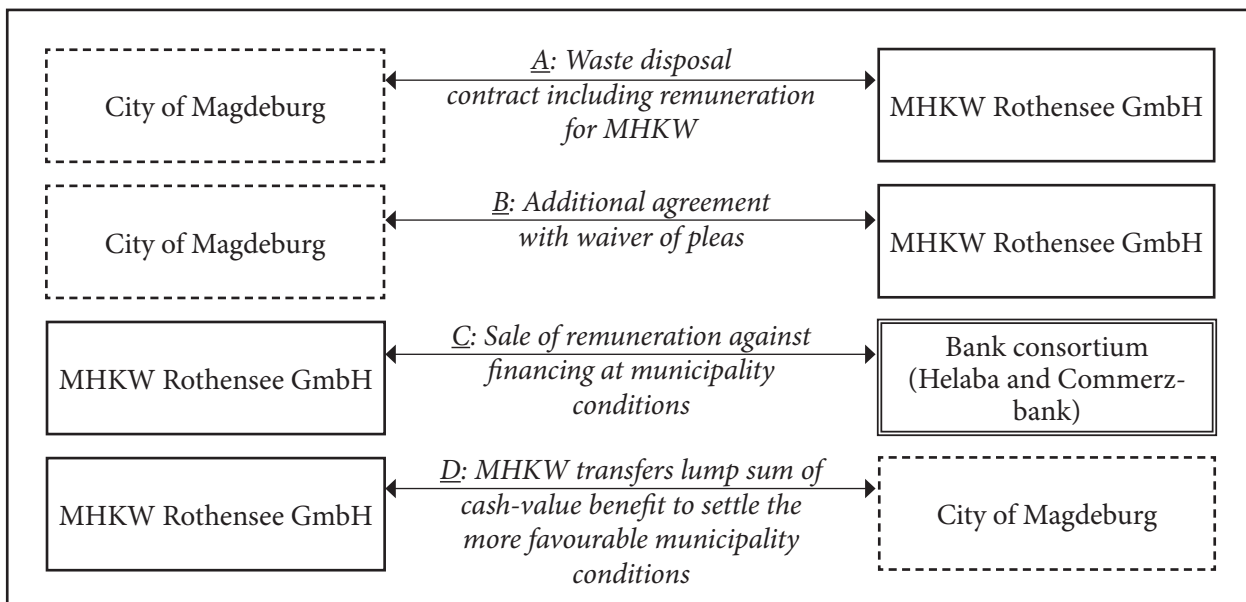 City of Magdeburg
A: Waste disposal
contract including remuneration
for MHKW
MHKW Rothensee GmbH
City of Magdeburg
B: Additional agreement
with waiver of pleas
MHKW Rothensee GmbH
MHKW Rothensee GmbH
C: Sale of remuneration against
financing at municipality
conditions
Bank consortium
(Helaba and Commerz-
bank)
MHKW Rothensee GmbH
D: MHKW transfers lump sum of
cash-value benefit to settle the
more favourable municipality
conditions
City of Magdeburg